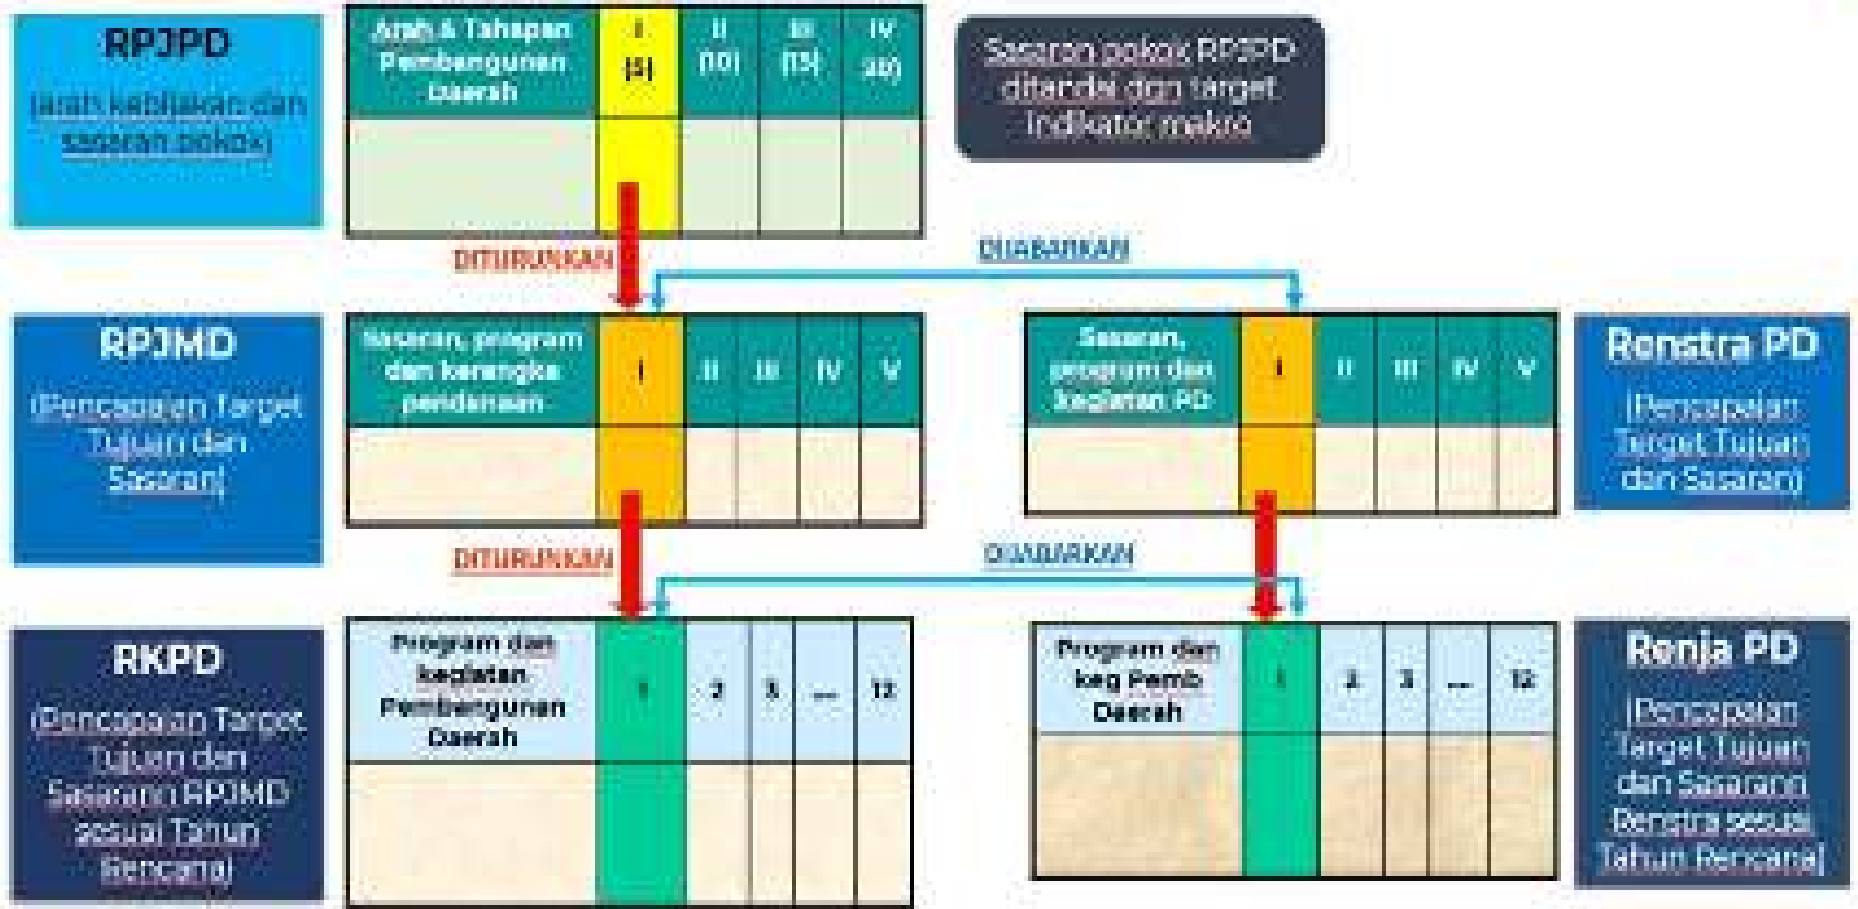 RPJPD
(arah kebijakan dan
sasaran pokok)
Arah & Tahapan
Pembangunan
Daerah
I
(5)
II
(10)
III
(15)
IV
20)
Sasaran pokok RPJPD
ditandai dgn target
indikator makro
DITURUNKAN
DIJABARKAN
RPJMD
(Pencapaian Target
Tujuan dan
Sasaran)
Sasaran, program
dan kerangka
pendanaan
I
II
III
IV
V
Sasaran,
program dan
kegiatan PD
I
II
III
IV
V
Renstra PD
(Pencapaian
Target Tujuan
dan Sasaran)
DITURUNKAN
DIJABARKAN
RKPD
(Pencapaian Target
Tujuan dan
Sasarann RPJMD
sesuai Tahun
Rencana)
Program dan
kegiatan
Pembangunan
Daerah
1
2
3
....
12
Program dan
keg Pemb
Daerah
1
2
3
....
12
Renja PD
(Pencapaian
Target Tujuan
dan Sasarann
Renstra sesuai
Tahun Rencana)